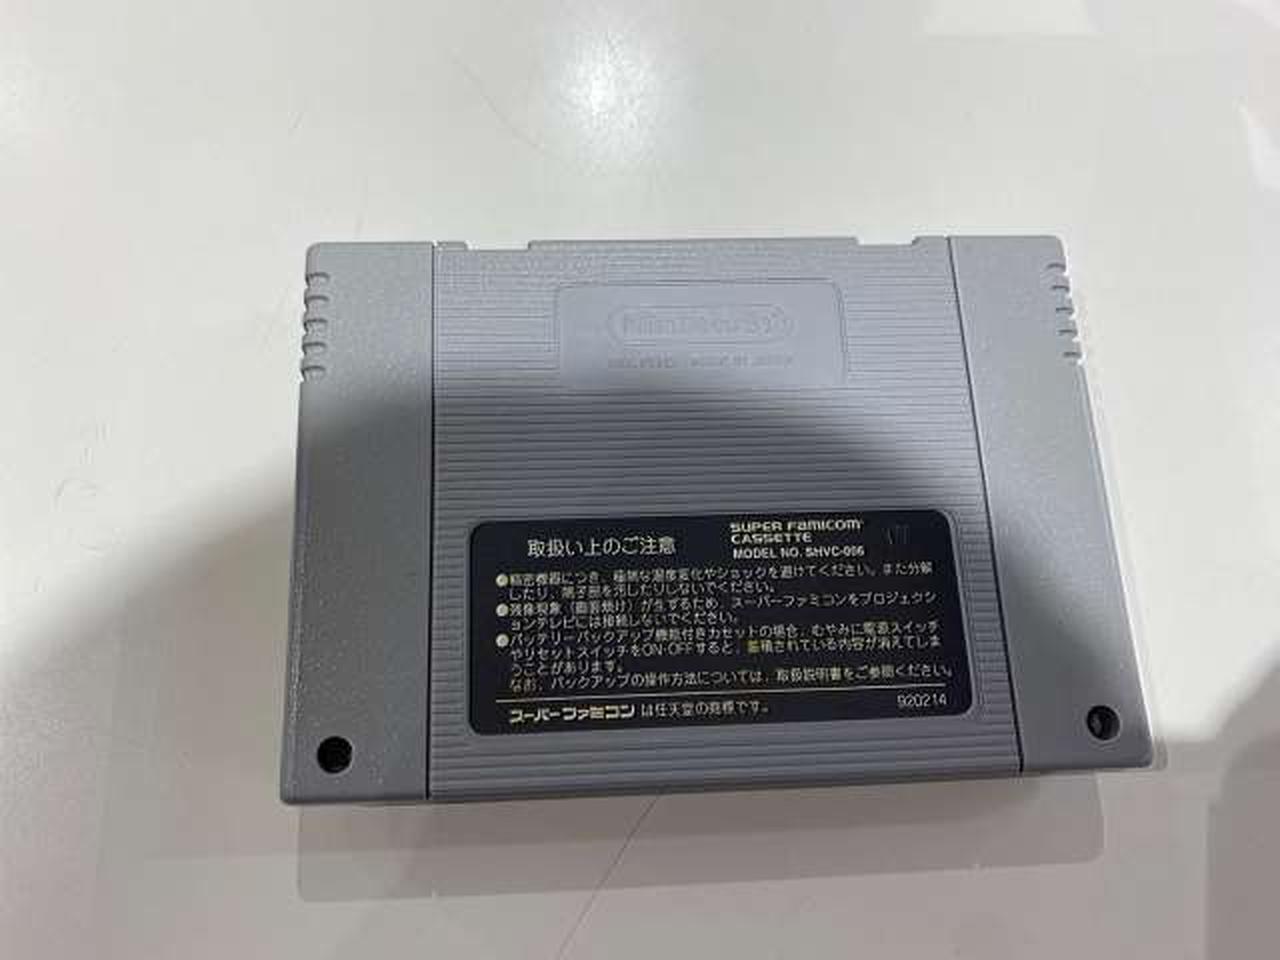 Nintendo
MADE IN JAPAN
取扱い上のご注意
SUPER Famicom
CASSETTE
MODEL NO. SHVC-006
●精密機器につき、極端な温度変化やショックを避けてください。また分解
したり、端子部を汚したりしないでください。
●残像現象（画面焼け）が生ずるため、スーパーファミコンをプロジェクシ
ョンテレビには接続しないでください。
●バッテリーバックアップ機能付きカセットの場合、むやみに電源スイッチ
やリセットスイッチをON・OFFすると、蓄積されている内容が消えてしま
うことがあります。
なお、バックアップの操作方法については、取扱説明書をご参照ください。
スーパーファミコン は任天堂の商標です。
920214